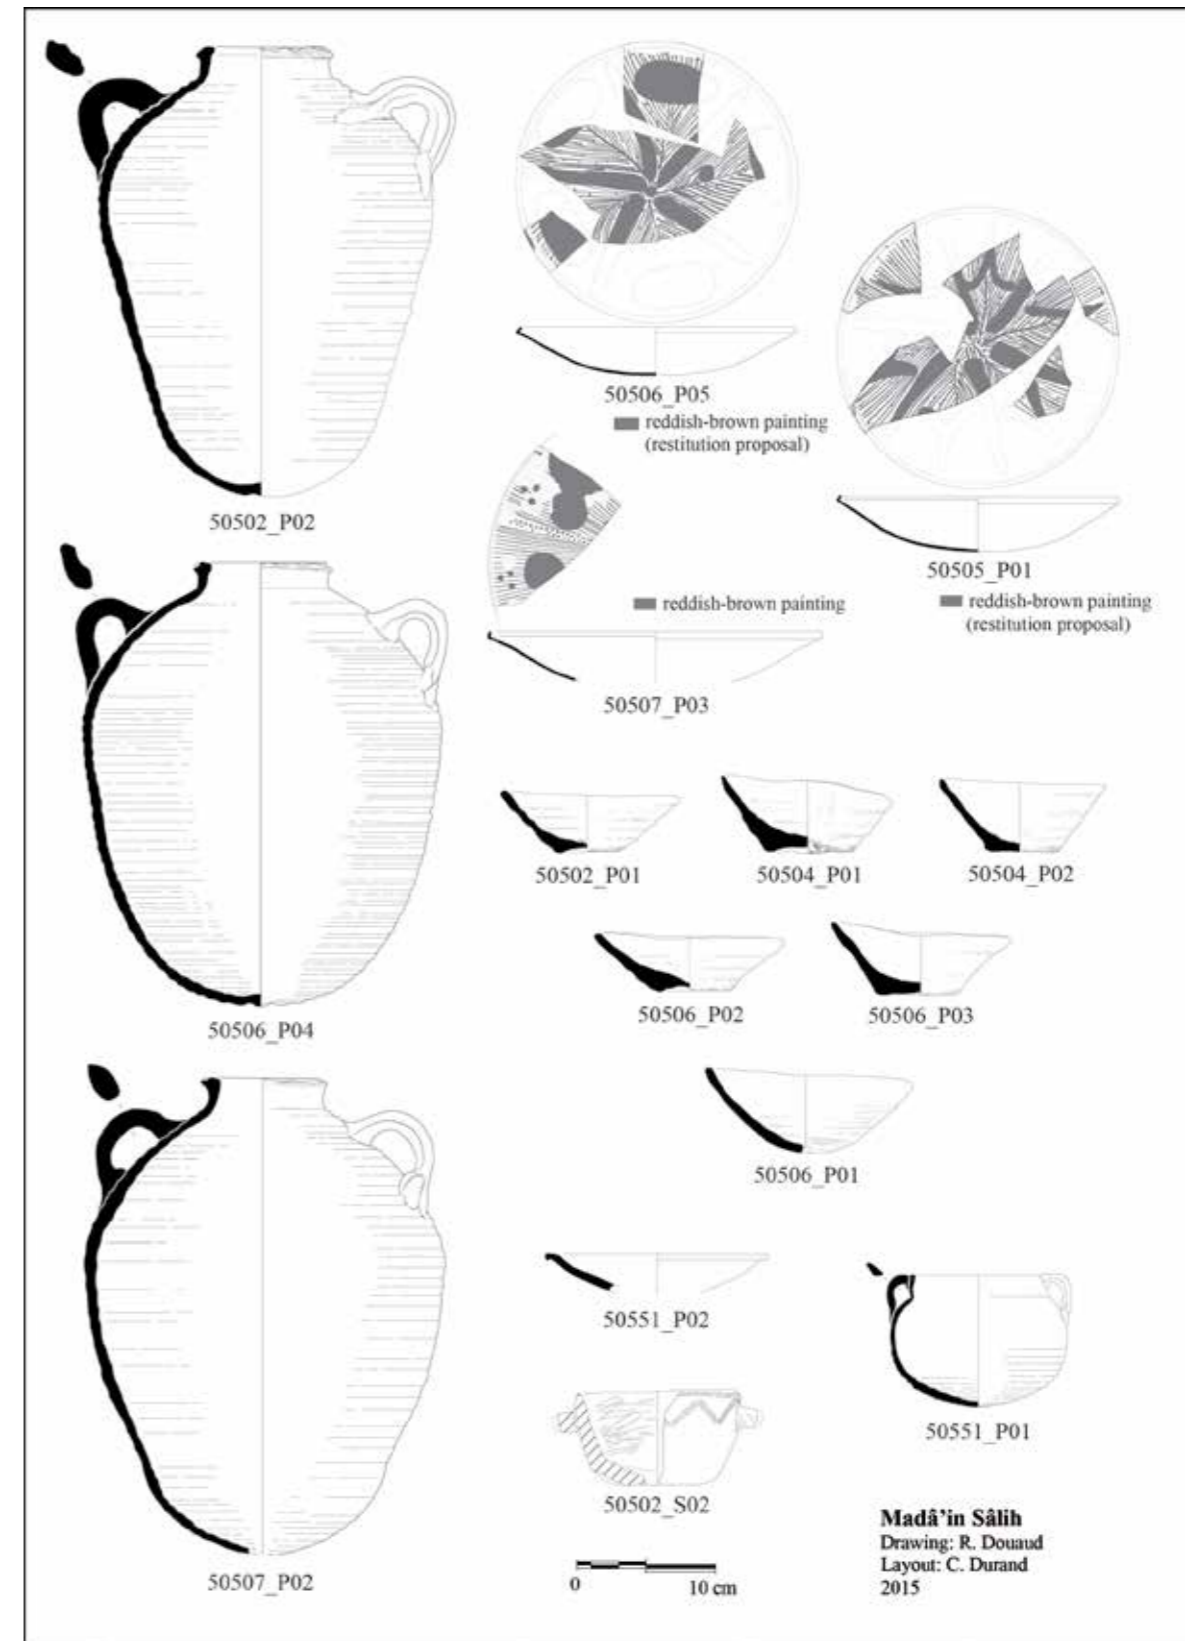 50506_P05
reddish-brown painting
(restitution proposal)
50502_P02
50505_P01
reddish-brown painting
reddish-brown painting
(restitution proposal)
50507_P03
50502_P01
50504_P01
50504_P02
50506_P02
50506_P03
50506_P04
50506_P01
50551_P02
50551_P01
50502_S02
Madâ'in Sâlih
Drawing: R. Douaud
Layout: C. Durand
2015
0
10 cm
50507_P02